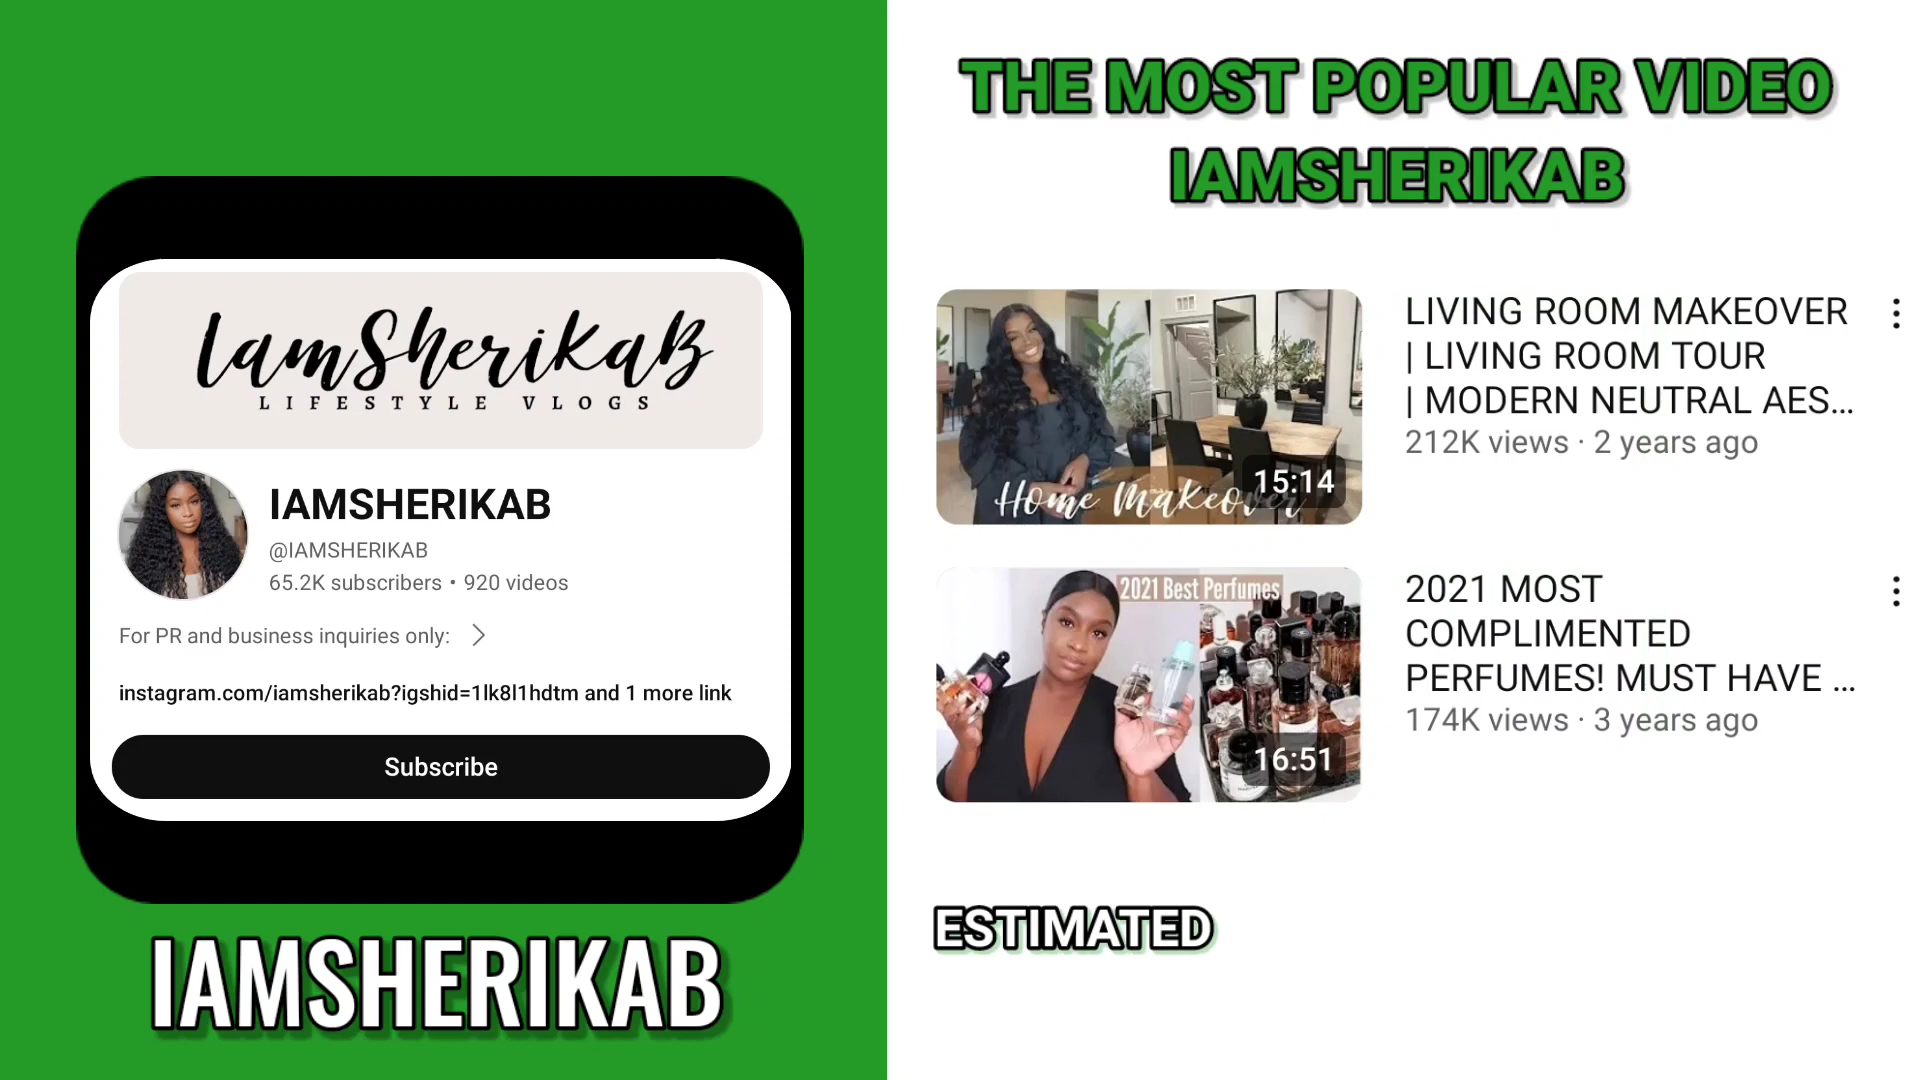 IamSherikaB
LIFESTYLE VLOGS
IAMSHERIKAB
@IAMSHERIKAB
65.2K subscribers • 920 videos
For PR and business inquiries only:
instagram.com/iamsherikab?igshid=1lk8l1hdtm and 1 more link
Subscribe
IAMSHERIKAB
THE MOST POPULAR VIDEO
IAMSHERIKAB
Home Makeover
15:14
LIVING ROOM MAKEOVER
| LIVING ROOM TOUR
| MODERN NEUTRAL AES...
212K views · 2 years ago
2021 Best Perfumes
16:51
2021 MOST
COMPLIMENTED
PERFUMES! MUST HAVE ...
174K views · 3 years ago
ESTIMATED